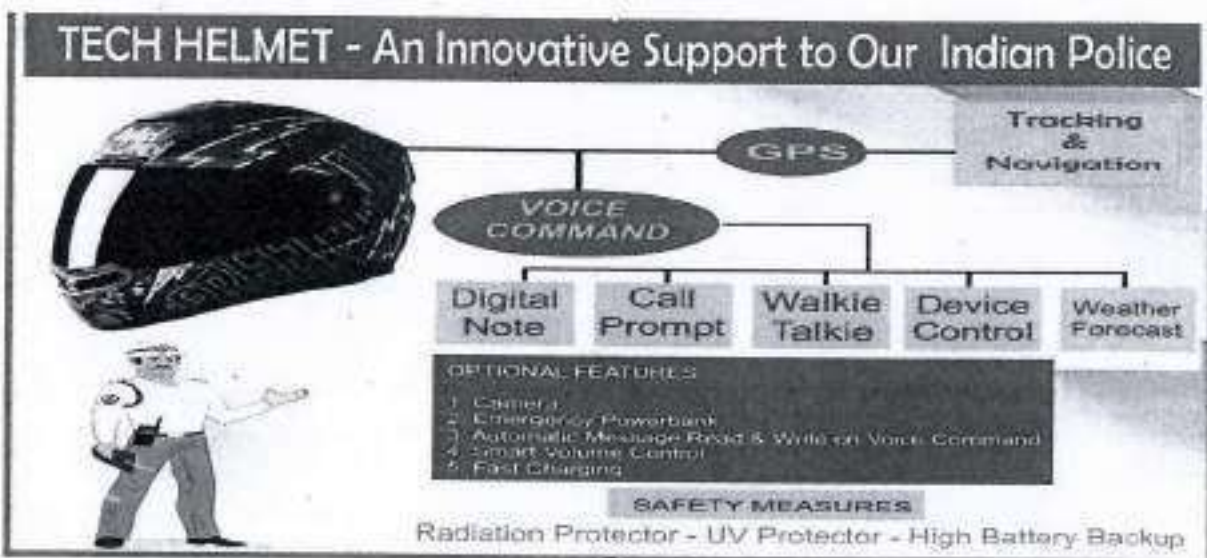 TECH HELMET - An Innovative Support to Our Indian Police
GPS
Tracking
&
Navigation
VOICE
COMMAND
Digital
Note
Call
Prompt
Walkie
Talkie
Device
Control
Weather
Forecast
OPTIONAL FEATURES
1 Camera
2 Emergency Powerbank
3 Automatic Message Read & Write on Voice Command
4 Smart Volume Control
5 Fast Charging
SAFETY MEASURES
Radiation Protector - UV Protector - High Battery Backup